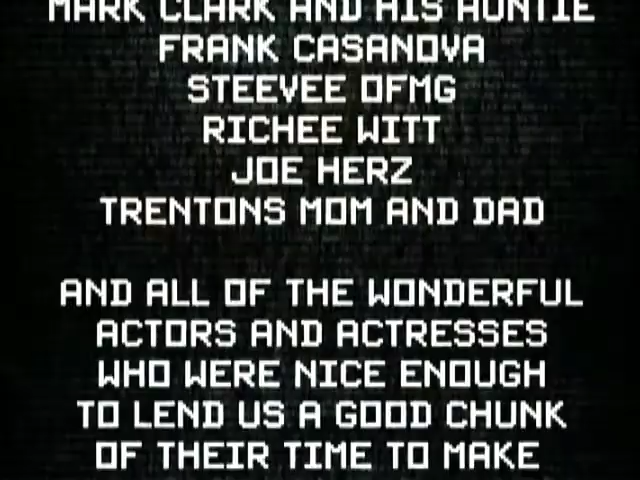 MARK CLARK AND HIS AUNTIE
FRANK CASANOVA
STEEVEE OFMG
RICHEE WITT
JOE HERZ
TRENTONS MOM AND DAD
AND ALL OF THE WONDERFUL
ACTORS AND ACTRESSES
WHO WERE NICE ENOUGH
TO LEND US A GOOD CHUNK
OF THEIR TIME TO MAKE